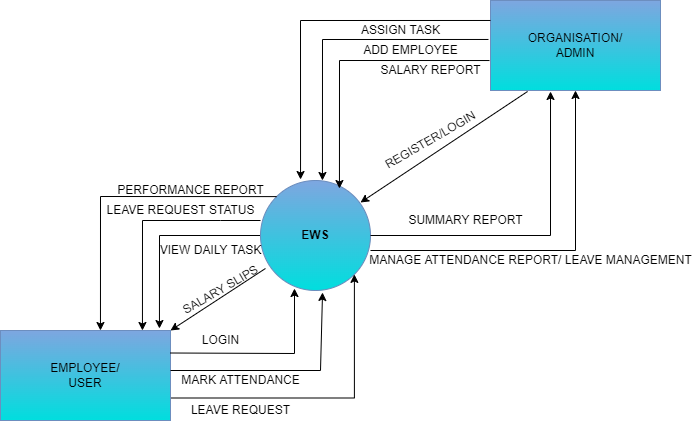 ASSIGN TASK
ORGANISATION/
ADMIN
ADD EMPLOYEE
SALARY REPORT
REGISTER/LOGIN
PERFORMANCE REPORT
LEAVE REQUEST STATUS
SUMMARY REPORT
EWS
VIEW DAILY TASK
MANAGE ATTENDANCE REPORT/ LEAVE MANAGEMENT
SALARY SLIPS
LOGIN
EMPLOYEE/
USER
MARK ATTENDANCE
LEAVE REQUEST